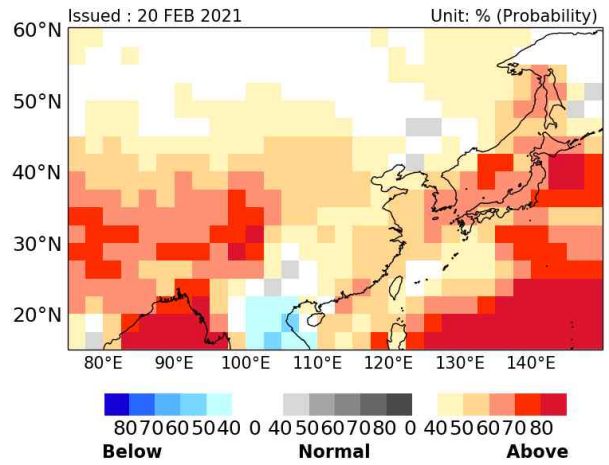 Issued : 20 FEB 2021 Unit: % (Probability)
60°N
50°N
40°N
30°N
20°N
80°E 90°E 100°E 110°E 120°E 130°E 140°E
80 70 60 50 40 0 40 50 60 70 80 0 40 50 60 70 80
Below Normal Above